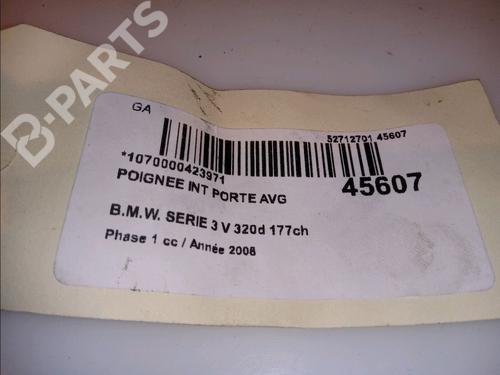 B-PARTS
GA
52712701 45607
*1070000423971
POIGNEE INT PORTE AVG
45607
B.M.W. SERIE 3 V 320d 177ch
Phase 1 cc / Année 2008